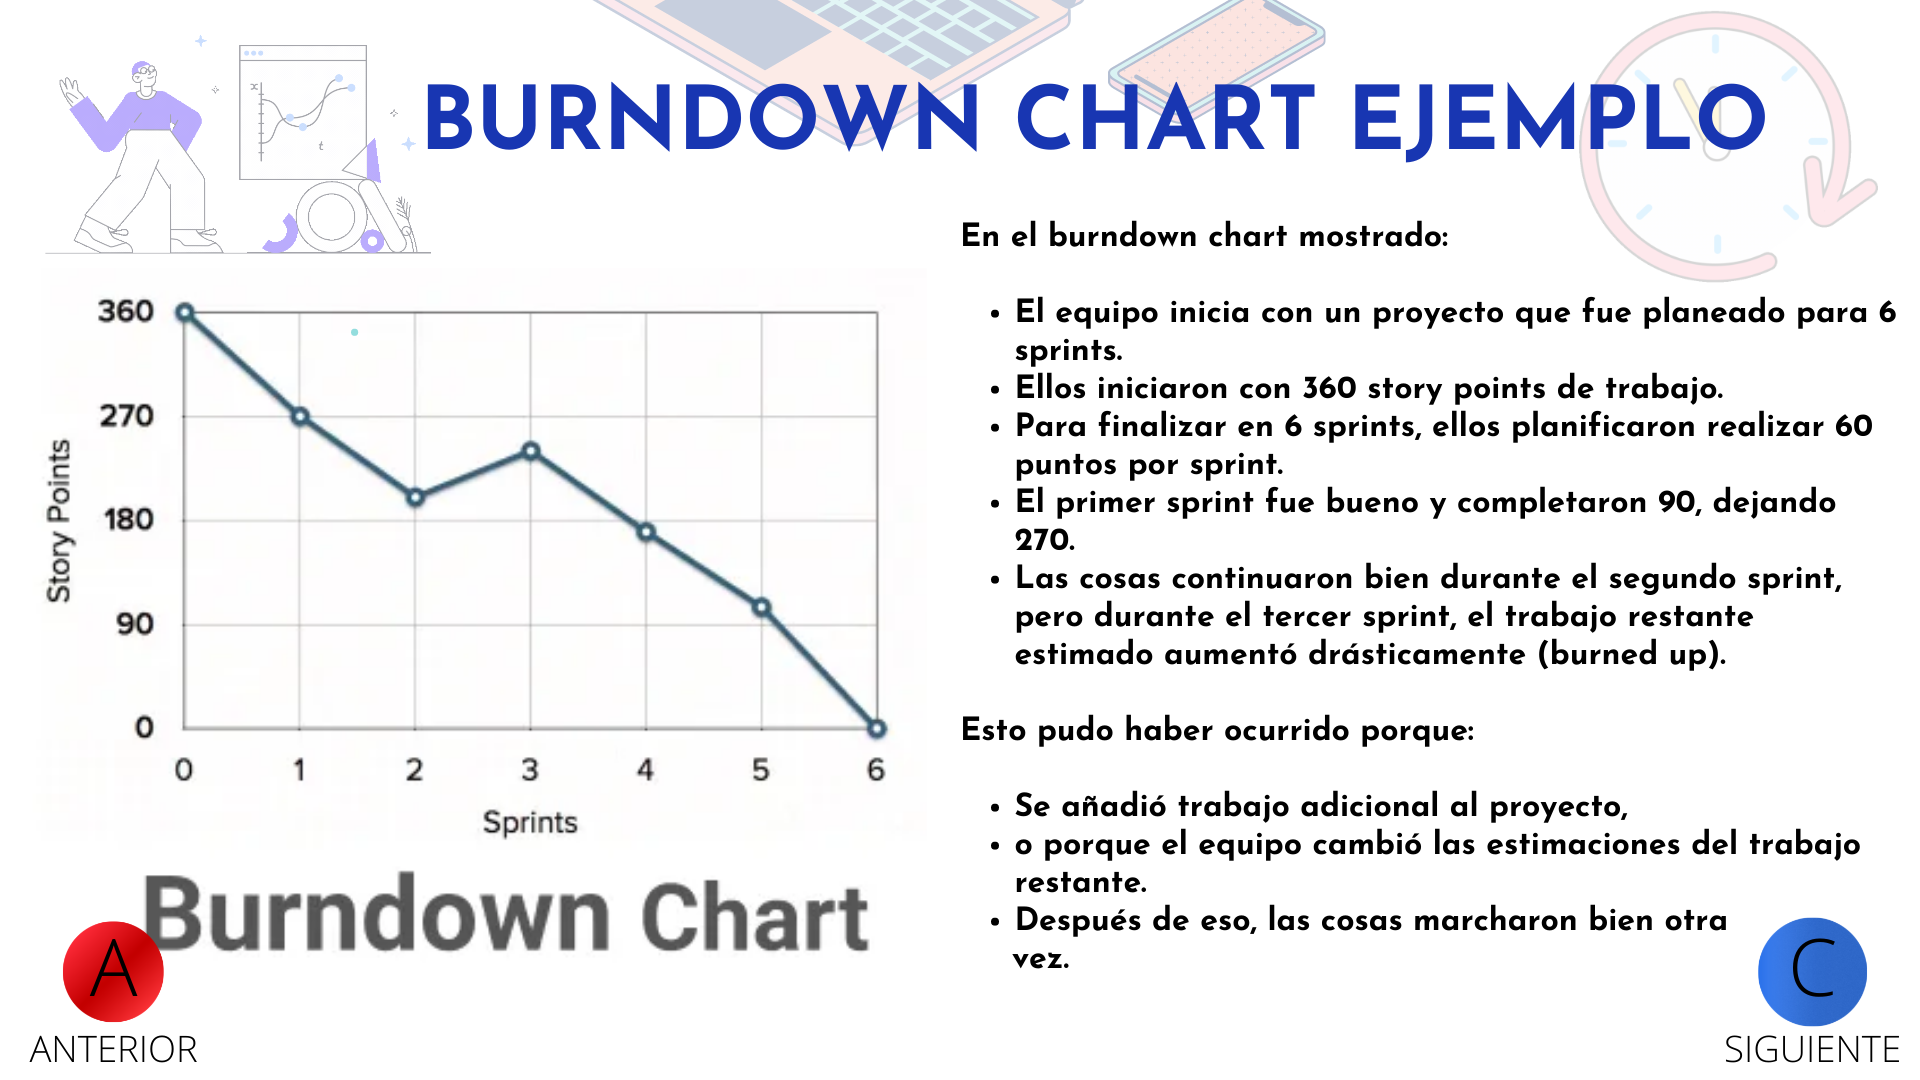 BURNDOWN CHART EJEMPLO
x
t
360
270
180
90
0
Story Points
0 1 2 3 4 5 6
Sprints
Burndown Chart
En el burndown chart mostrado:
• El equipo inicia con un proyecto que fue planeado para 6
sprints.
• Ellos iniciaron con 360 story points de trabajo.
• Para finalizar en 6 sprints, ellos planificaron realizar 60
puntos por sprint.
• El primer sprint fue bueno y completaron 90, dejando
270.
• Las cosas continuaron bien durante el segundo sprint,
pero durante el tercer sprint, el trabajo restante
estimado aumentó drásticamente (burned up).
Esto pudo haber ocurrido porque:
• Se añadió trabajo adicional al proyecto,
• o porque el equipo cambió las estimaciones del trabajo
restante.
• Después de eso, las cosas marcharon bien otra
vez.
A
ANTERIOR
C
SIGUIENTE